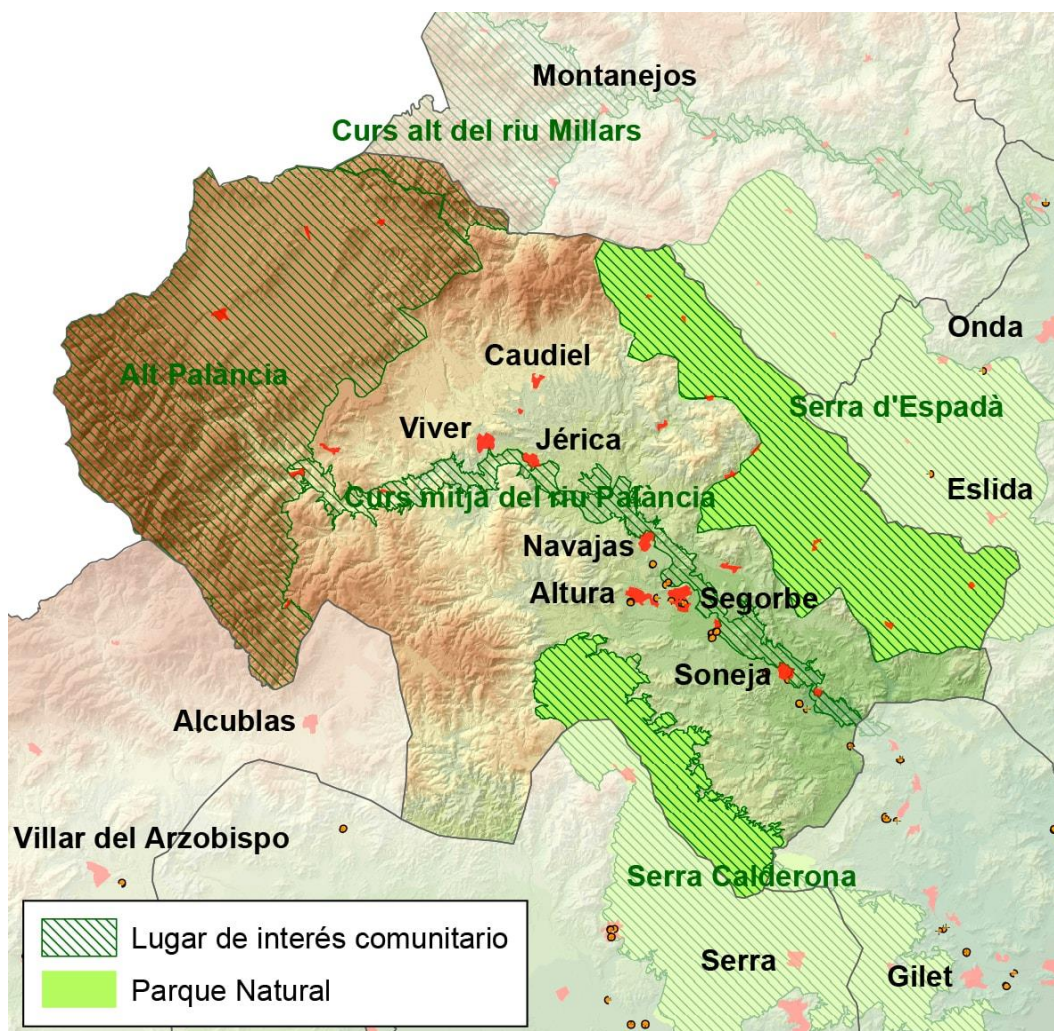 Montanejos
Curs alt del riu Millars
Onda
Caudiel
Alt Palància
Serra d'Espadà
Viver
Jérica
Curs mitjà del riu Palància
Eslida
Navajas
Altura
Segorbe
Soneja
Alcublas
Villar del Arzobispo
Serra Calderona
Lugar de interés comunitario
Serra
Gilet
Parque Natural